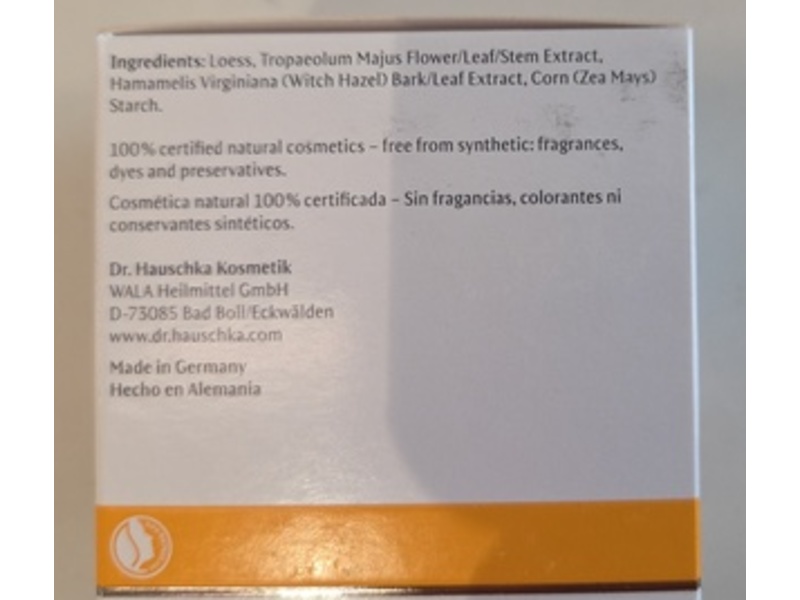 Ingredients: Loess, Tropaeolum Majus Flower/Leaf/Stem Extract,
Hamamelis Virginiana (Witch Hazel) Bark/Leaf Extract, Corn (Zea Mays)
Starch.
100% certified natural cosmetics – free from synthetic: fragrances,
dyes and preservatives.
Cosmética natural 100% certificada – Sin fragancias, colorantes ni
conservantes sintéticos.
Dr. Hauschka Kosmetik
WALA Heilmittel GmbH
D-73085 Bad Boll/Eckwälden
www.dr.hauschka.com
Made in Germany
Hecho en Alemania